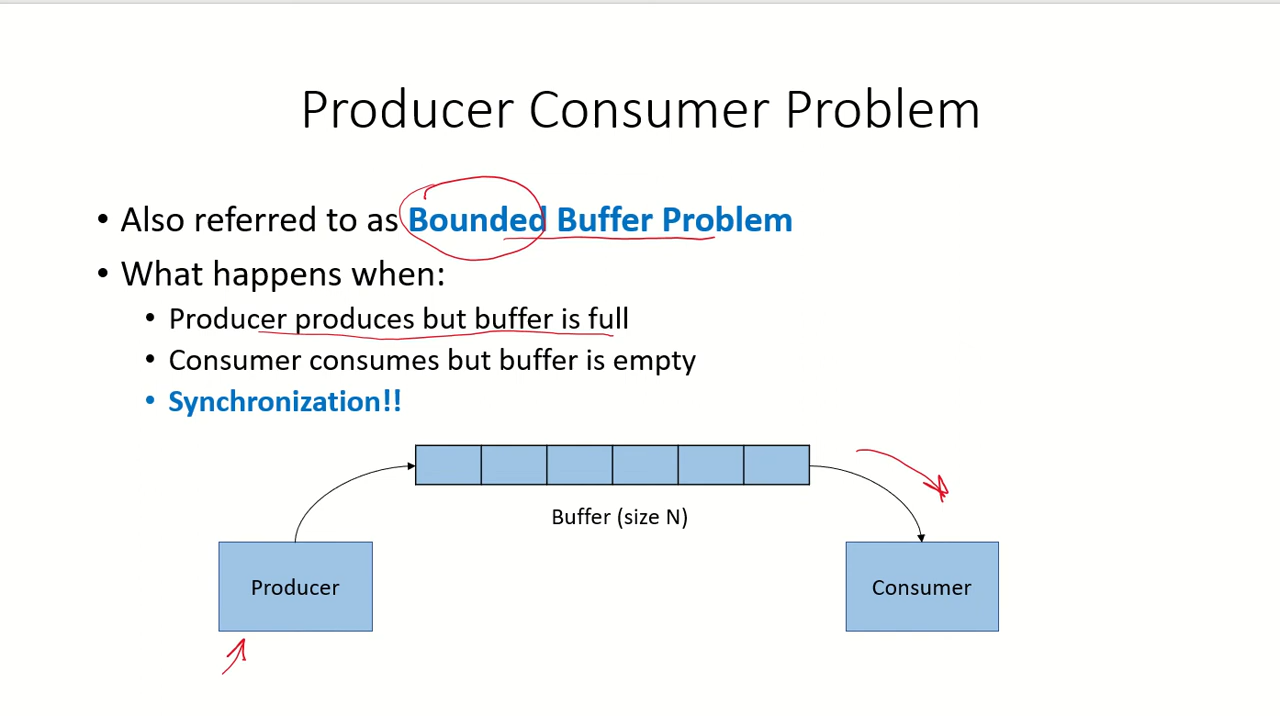 Producer Consumer Problem
• Also referred to as Bounded Buffer Problem
• What happens when:
• Producer produces but buffer is full
• Consumer consumes but buffer is empty
• Synchronization!!
Buffer (size N)
Producer
Consumer